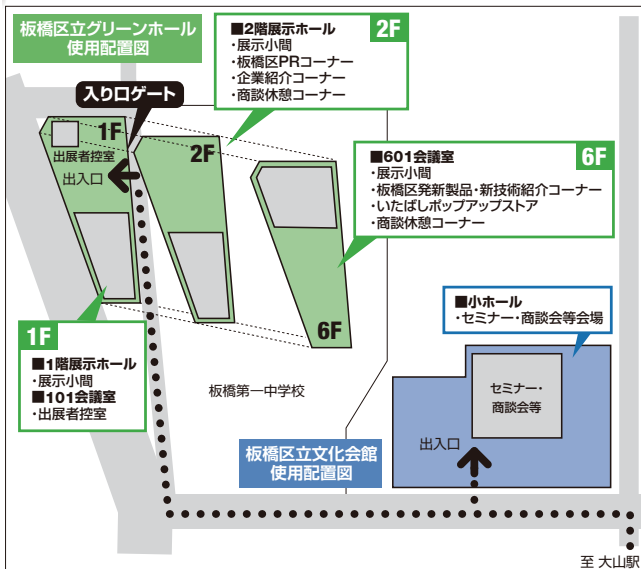 板橋区立グリーンホール
使用配置図
入り口ゲート
■2階展示ホール
2F
・展示小間
・板橋区PRコーナー
・企業紹介コーナー
・商談休憩コーナー
1F
出展者控室
出入口
2F
■601会議室
6F
・展示小間
・板橋区発新製品・新技術紹介コーナー
・いたばしポップアップストア
・商談休憩コーナー
6F
1F
■1階展示ホール
・展示小間
■101会議室
・出展者控室
■小ホール
・セミナー・商談会等会場
板橋第一中学校
セミナー・
商談会等
出入口
板橋区立文化会館
使用配置図
至 大山駅